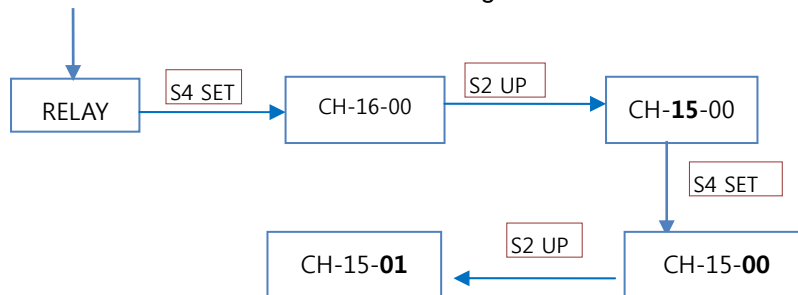 RELAY
S4 SET
CH-16-00
S2 UP
CH-15-00
S4 SET
CH-15-00
S2 UP
CH-15-01